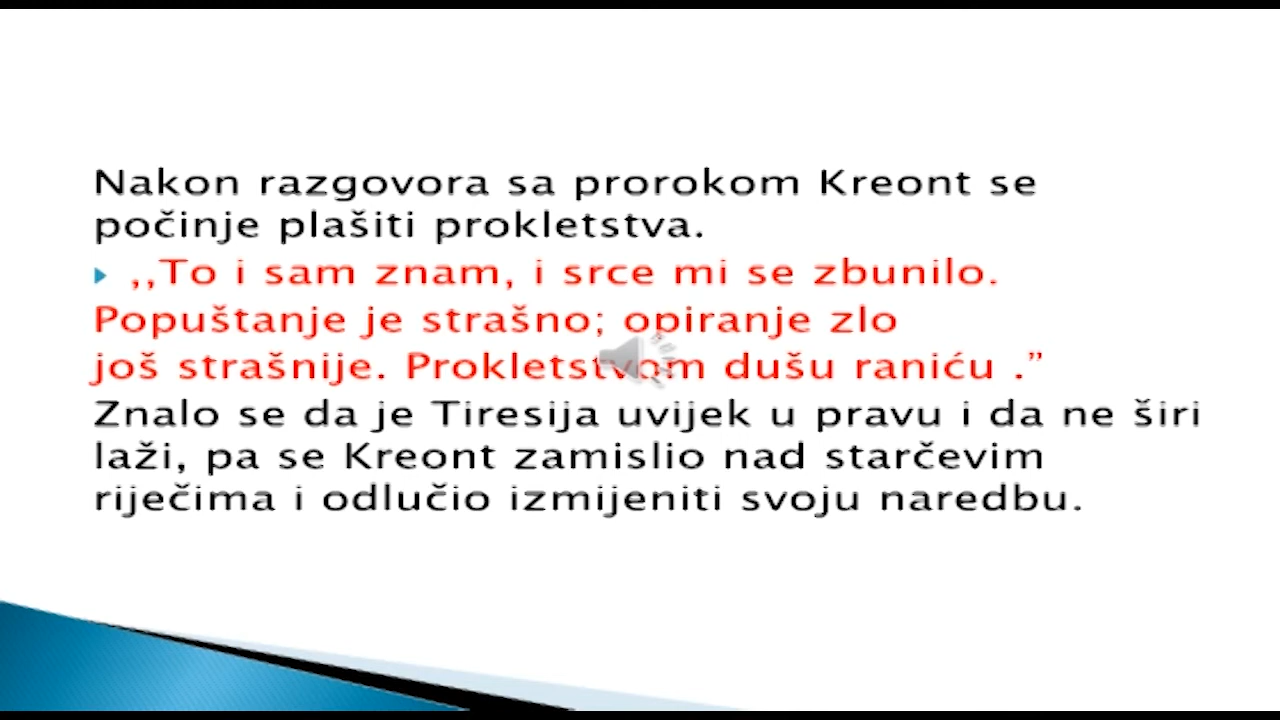 Nakon razgovora sa prorokom Kreont se
počinje plašiti prokletstva.
,,To i sam znam, i srce mi se zbunilo.
Popuštanje je strašno; opiranje zlo
još strašnije. Prokletstvom dušu raniću .”
Znalo se da je Tiresija uvijek u pravu i da ne širi
laži, pa se Kreont zamislio nad starčevim
riječima i odlučio izmijeniti svoju naredbu.